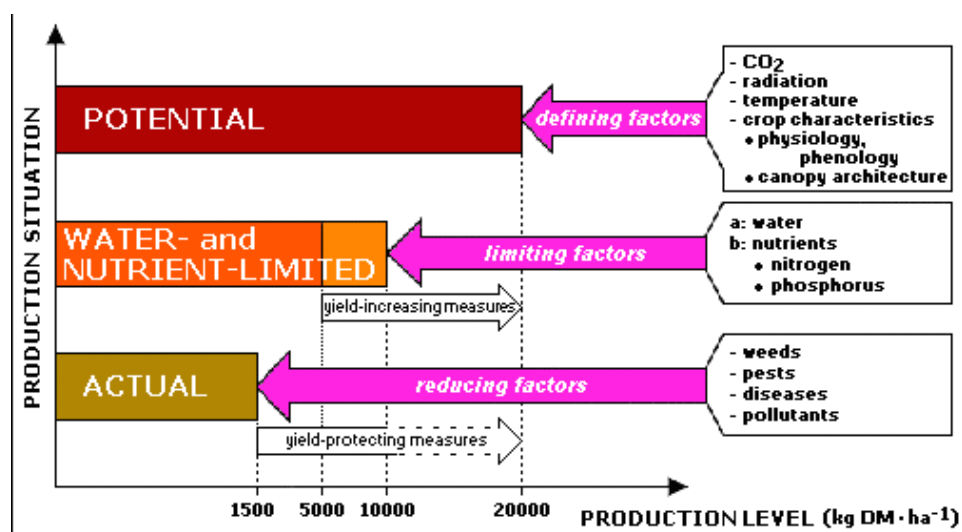 PRODUCTION SITUATION
POTENTIAL
defining factors
- CO2
- radiation
- temperature
- crop characteristics
• physiology,
phenology
• canopy architecture
WATER- and
NUTRIENT-LIMITED
limiting factors
a: water
b: nutrients
• nitrogen
• phosphorus
yield-increasing measures
ACTUAL
reducing factors
- weeds
- pests
- diseases
- pollutants
yield-protecting measures
1500 5000 10000 20000
PRODUCTION LEVEL (kg DM·ha⁻¹)